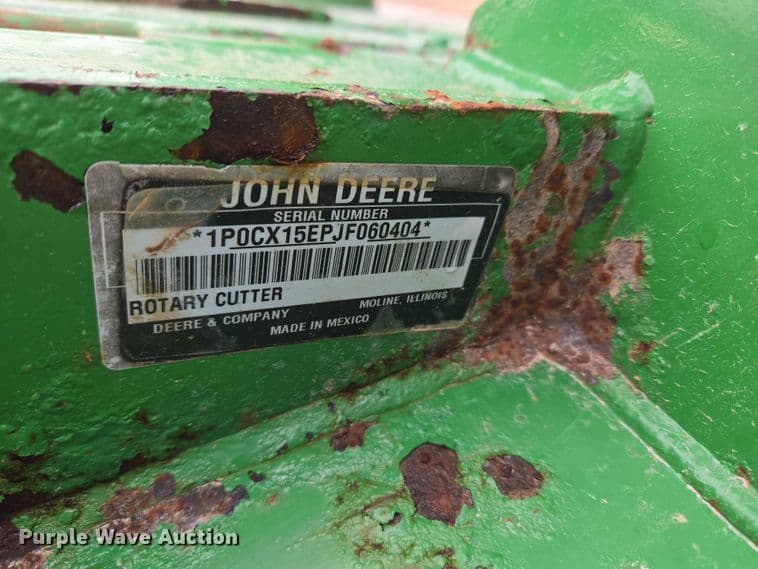 JOHN DEERE
SERIAL NUMBER
*1P0CX15EPJF060404*
ROTARY CUTTER
MOLINE, ILLINOIS
DEERE & COMPANY
MADE IN MEXICO
Purple Wave Auction